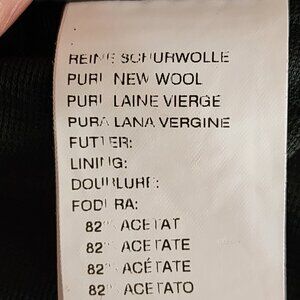 REINE SCHURWOLLE
PURE NEW WOOL
PURE LAINE VIERGE
PURA LANA VERGINE
FUTTER:
LINING:
DOUBLURE:
FODERA:
82% ACETAT
82% ACETATE
82% ACÉTATE
82% ACETATO